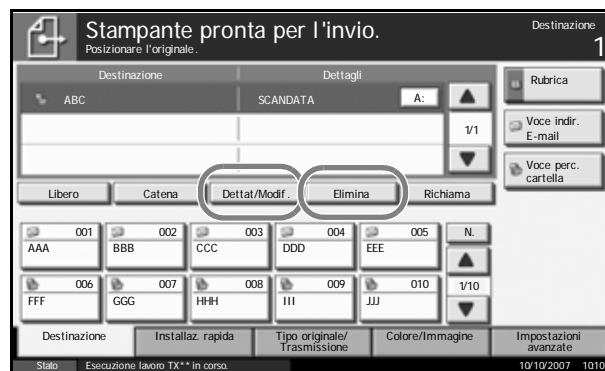 Stampante pronta per l'invio.
Posizionare l'originale.
Destinazione
1
Destinazione Dettagli
ABC SCANDATA A:
1/1
Rubrica
Voce indir.
E-mail
Voce perc.
cartella
Libero Catena Dettat/Modif. Elimina Richiama
001 002 003 004 005 N.
AAA BBB CCC DDD EEE
006 007 008 009 010 1/10
FFF GGG HHH III JJJ
Destinazione Installaz. rapida Tipo originale/
Trasmissione Colore/Immagine Impostazioni
avanzate
Stato Esecuzione lavoro TX** in corso. 10/10/2007 1010